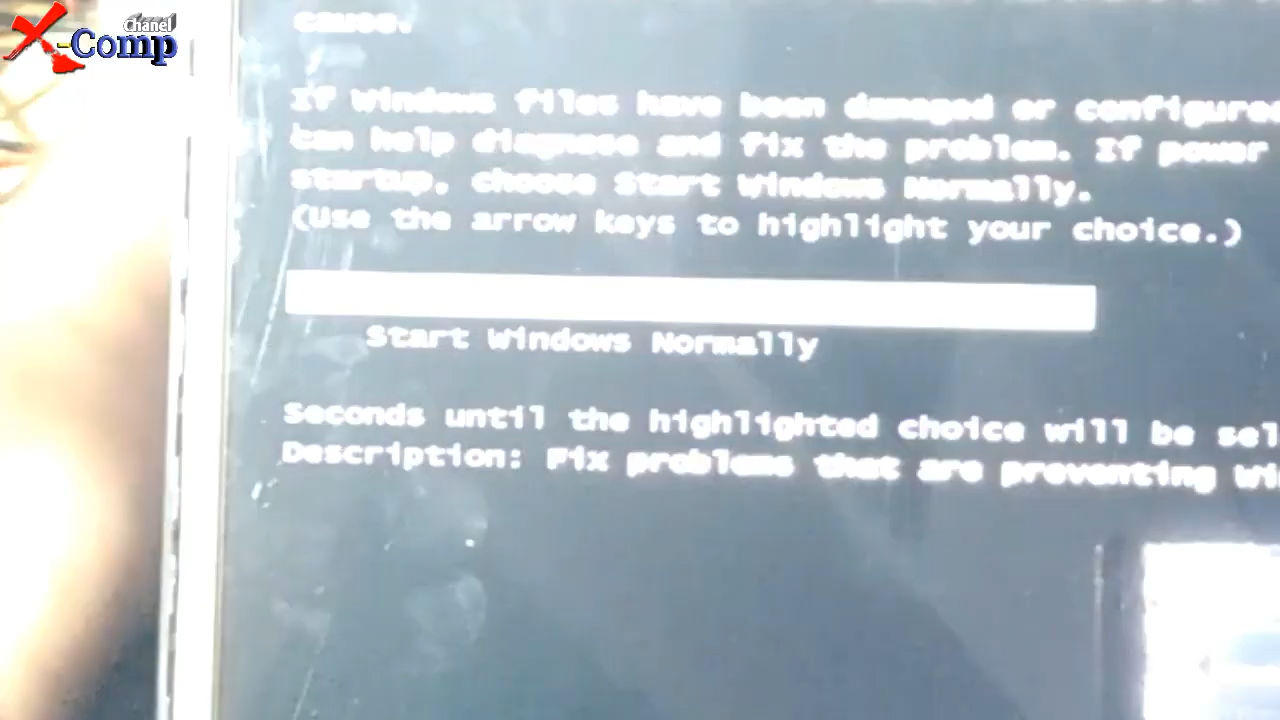 Chanel
X-Comp
cause.
If Windows files have been damaged or configured
can help diagnose and fix the problem. If power
startup, choose Start Windows Normally.
(Use the arrow keys to highlight your choice.)
Start Windows Normally
Seconds until the highlighted choice will be sel
Description: Fix problems that are preventing Wi